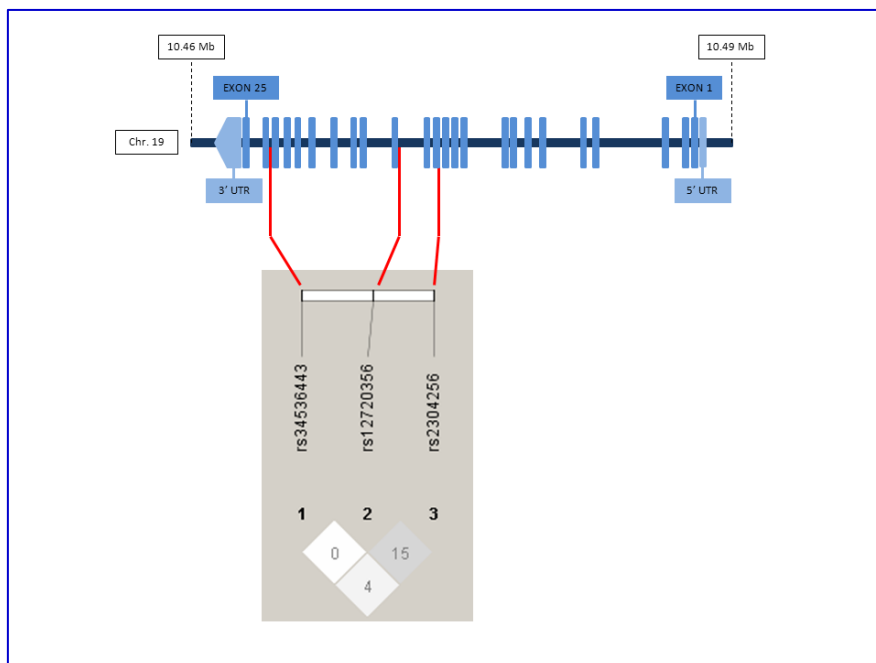 10.46 Mb
10.49 Mb
EXON 25
EXON 1
Chr. 19
3’ UTR
5’ UTR
rs34536443
rs12720356
rs2304256
1 2 3
0 15
4